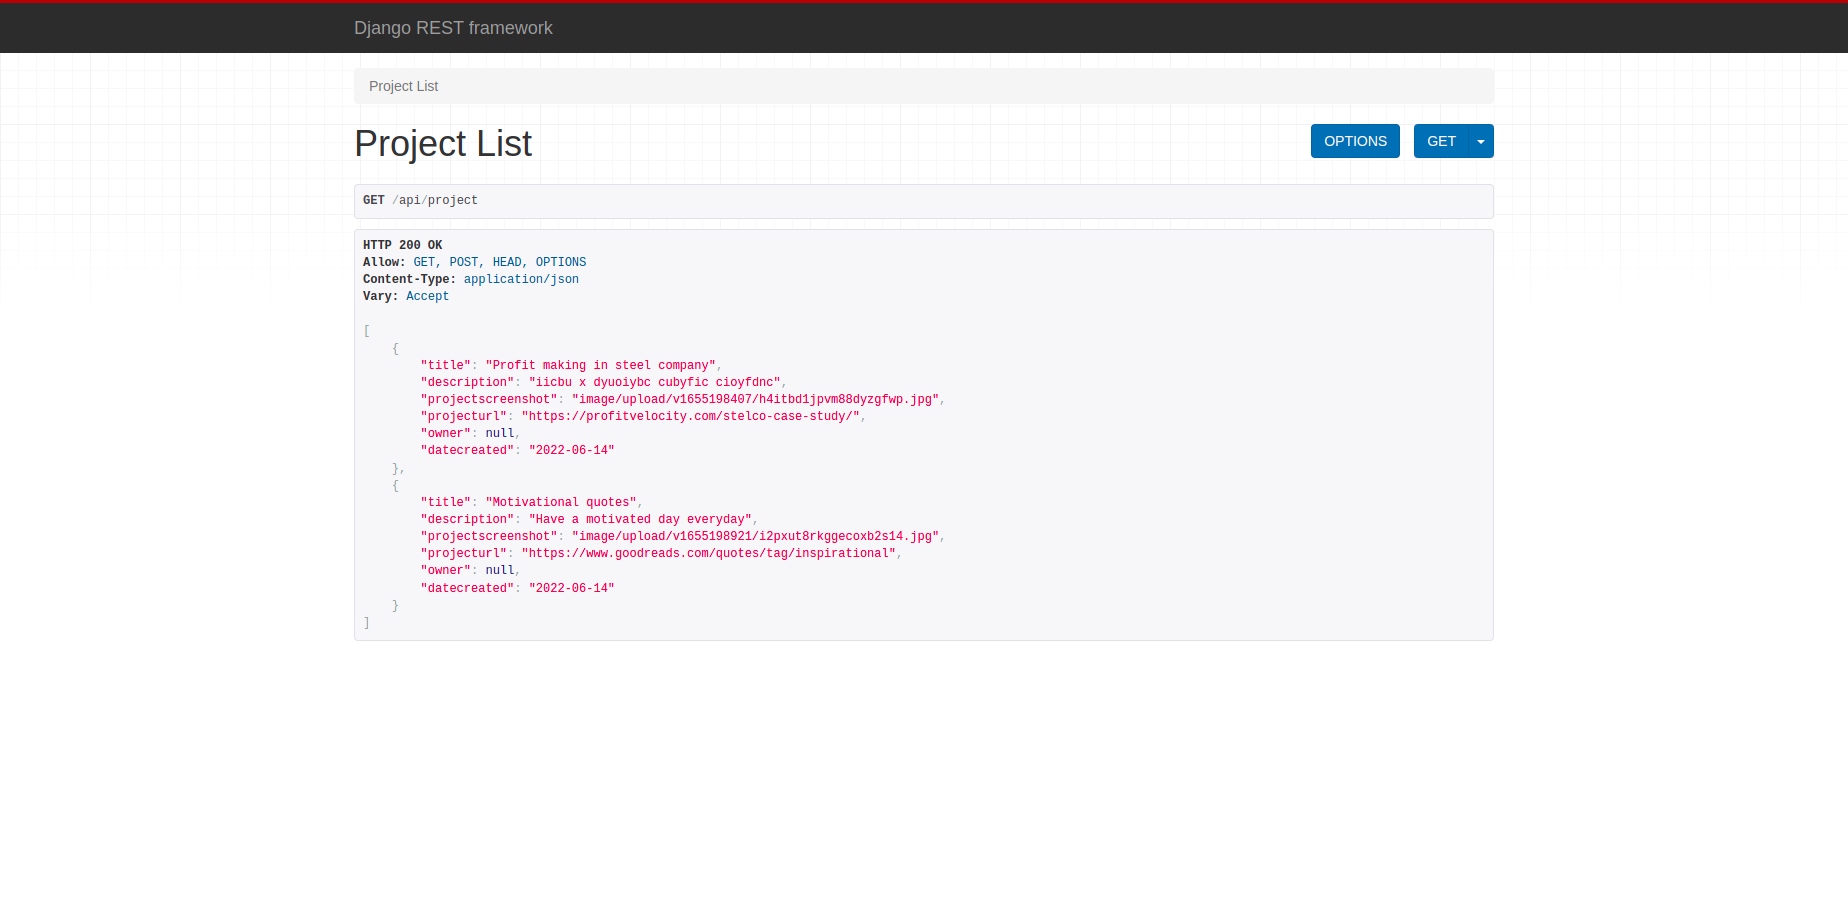 Django REST framework
Project List
Project List
OPTIONS
GET
GET /api/project
HTTP 200 OK
Allow: GET, POST, HEAD, OPTIONS
Content-Type: application/json
Vary: Accept
[
    {
        "title": "Profit making in steel company",
        "description": "iicbu x dyuoiybc cubyfic cioyfdnc",
        "projectscreenshot": "image/upload/v1655198407/h4itbd1jpvm88dyzgfwp.jpg",
        "projecturl": "https://profitvelocity.com/stelco-case-study/",
        "owner": null,
        "datecreated": "2022-06-14"
    },
    {
        "title": "Motivational quotes",
        "description": "Have a motivated day everyday",
        "projectscreenshot": "image/upload/v1655198921/i2pxut8rkggecoxb2s14.jpg",
        "projecturl": "https://www.goodreads.com/quotes/tag/inspirational",
        "owner": null,
        "datecreated": "2022-06-14"
    }
]